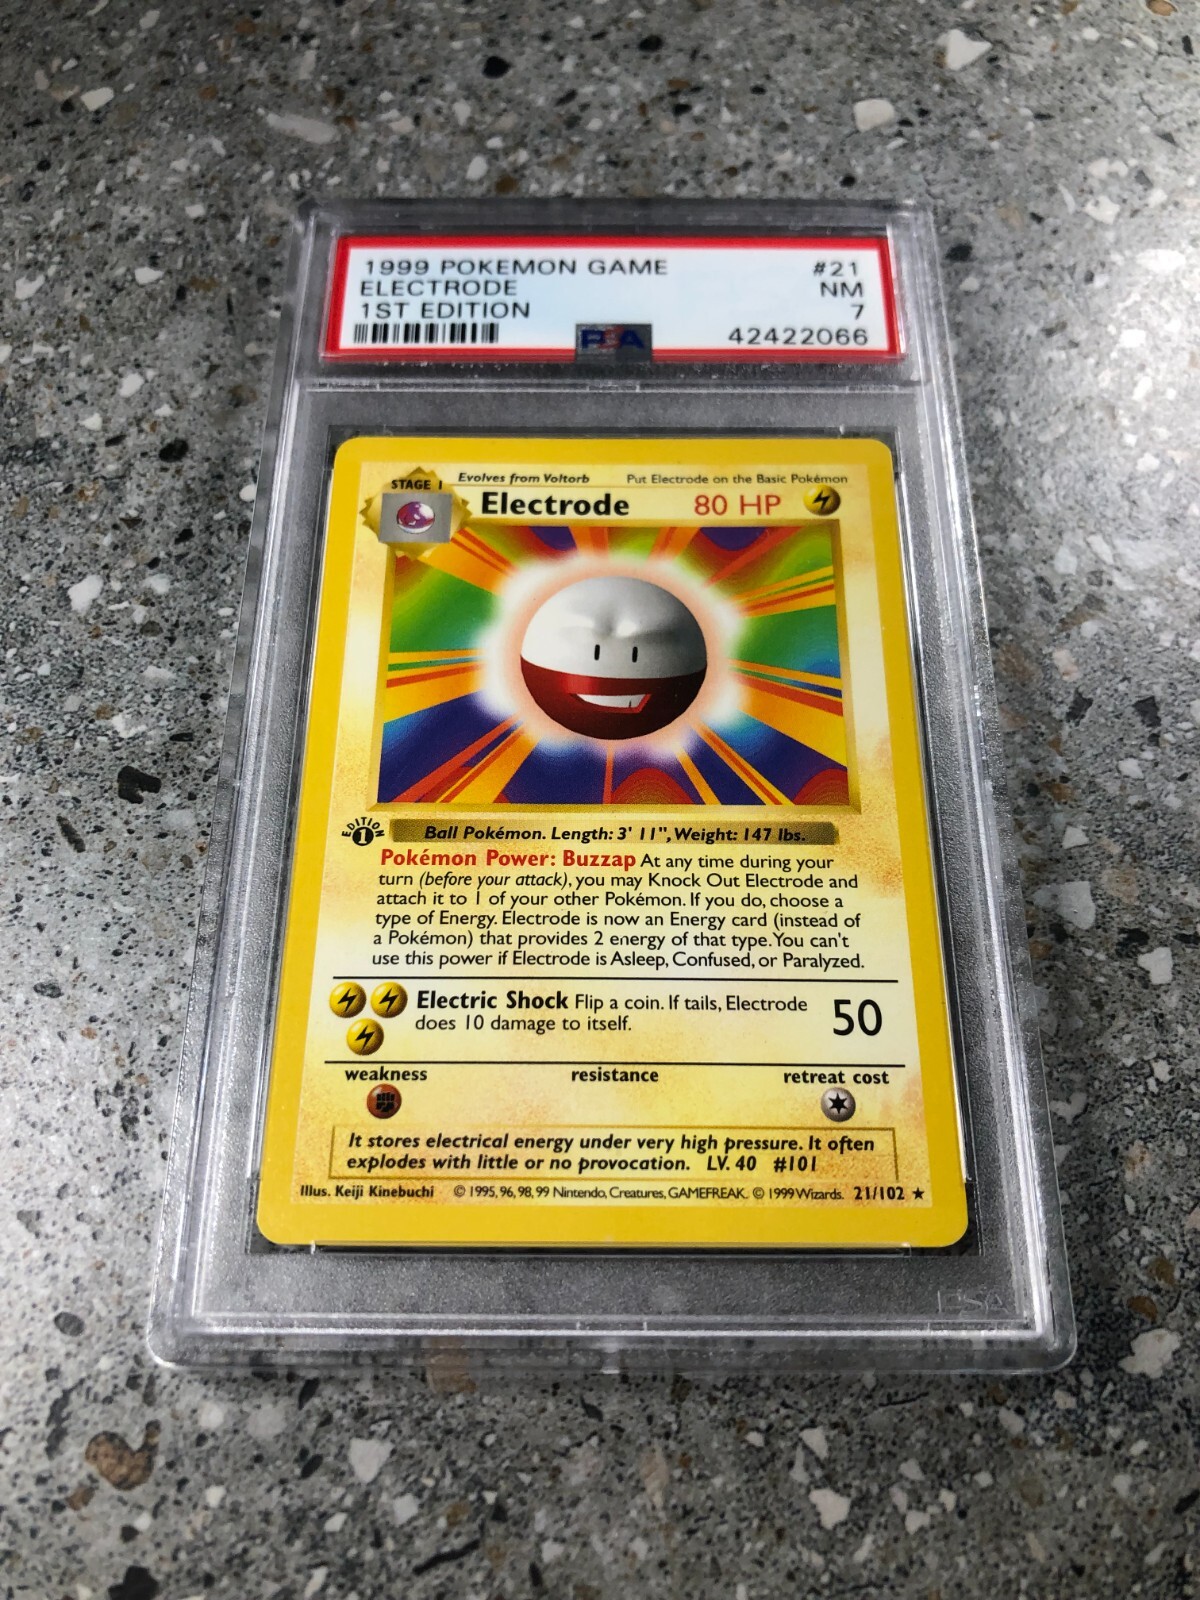 1999 POKEMON GAME #21
ELECTRODE NM
1ST EDITION 7
PSA 42422066
STAGE 1 Evolves from Voltorb Put Electrode on the Basic Pokémon
Electrode 80 HP
EDITION 1
Ball Pokémon. Length: 3' 11", Weight: 147 lbs.
Pokémon Power: Buzzap At any time during your
turn (before your attack), you may Knock Out Electrode and
attach it to 1 of your other Pokémon. If you do, choose a
type of Energy. Electrode is now an Energy card (instead of
a Pokémon) that provides 2 energy of that type. You can't
use this power if Electrode is Asleep, Confused, or Paralyzed.
Electric Shock Flip a coin. If tails, Electrode
does 10 damage to itself.
50
weakness resistance retreat cost
It stores electrical energy under very high pressure. It often
explodes with little or no provocation. LV. 40 #101
Illus. Keiji Kinebuchi © 1995, 96, 98, 99 Nintendo, Creatures, GAMEFREAK. © 1999 Wizards. 21/102 ★
PSA